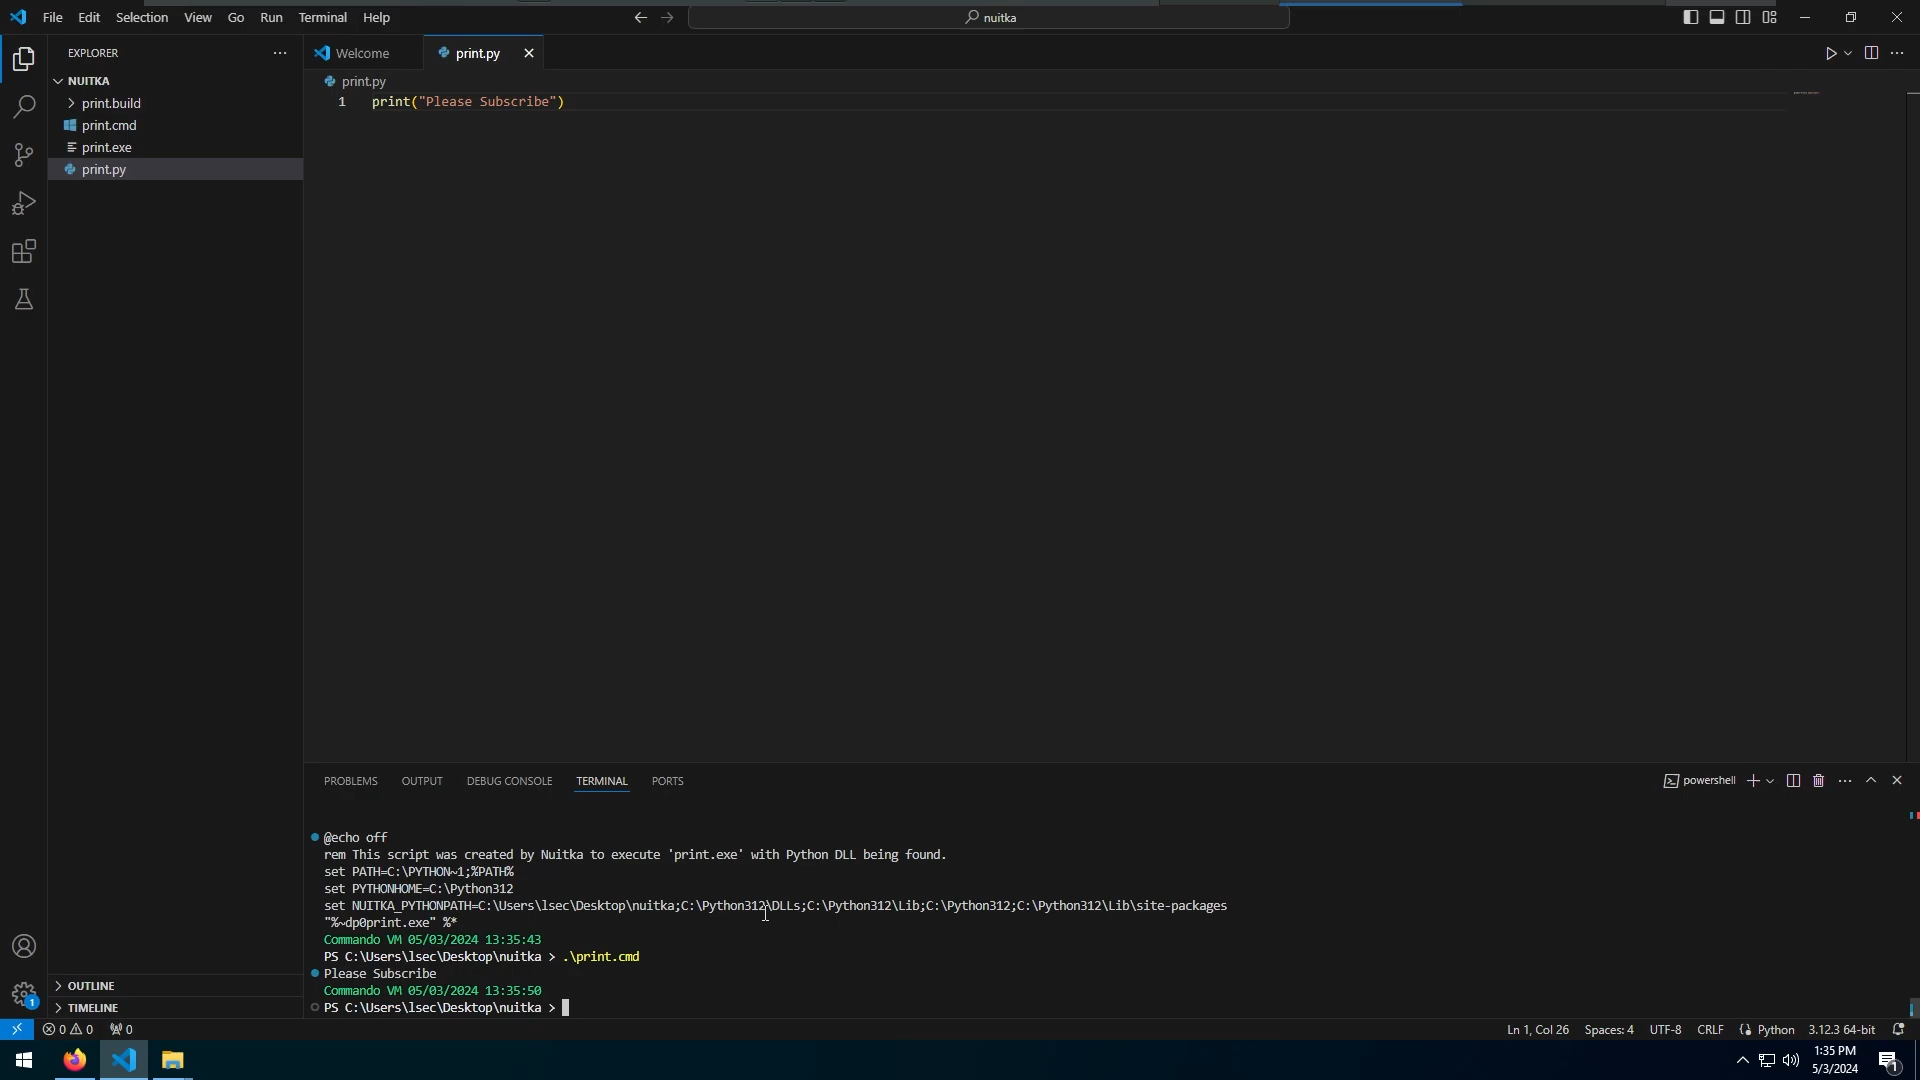 File Edit Selection View Go Run Terminal Help
nuitka
EXPLORER
NUITKA
print.build
print.cmd
print.exe
print.py
OUTLINE
TIMELINE
Welcome
print.py
print.py
1 print("Please Subscribe")
PROBLEMS OUTPUT DEBUG CONSOLE TERMINAL PORTS
powershell
@echo off
rem This script was created by Nuitka to execute 'print.exe' with Python DLL being found.
set PATH=C:\PYTHON~1;%PATH%
set PYTHONHOME=C:\Python312
set NUITKA_PYTHONPATH=C:\Users\lsec\Desktop\nuitka;C:\Python312\DLLs;C:\Python312\Lib;C:\Python312;C:\Python312\Lib\site-packages
"%~dp0print.exe" %*
Commando VM 05/03/2024 13:35:43
PS C:\Users\lsec\Desktop\nuitka > .\print.cmd
Please Subscribe
Commando VM 05/03/2024 13:35:50
PS C:\Users\lsec\Desktop\nuitka >
1
0 0 0
Ln 1, Col 26 Spaces: 4 UTF-8 CRLF Python 3.12.3 64-bit
1:35 PM
5/3/2024
1